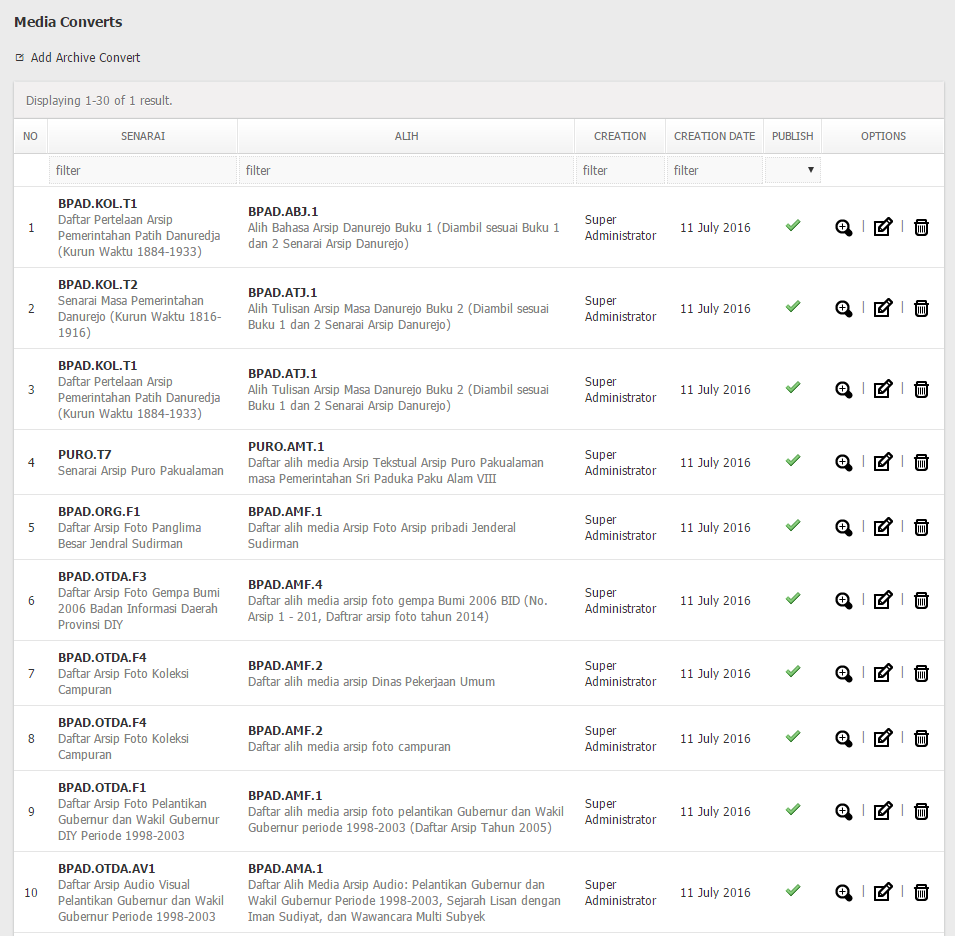 Media Converts
Add Archive Convert
Displaying 1-30 of 1 result.
NO SENARAI ALIH CREATION CREATION DATE PUBLISH OPTIONS
filter filter filter filter
1
BPAD.KOL.T1
Daftar Pertelaan Arsip
Pemerintahan Patih Danuredja
(Kurun Waktu 1884-1933)
BPAD.ABJ.1
Alih Bahasa Arsip Danurejo Buku 1 (Diambil sesuai Buku 1
dan 2 Senarai Arsip Danurejo)
Super
Administrator
11 July 2016
2
BPAD.KOL.T2
Senarai Masa Pemerintahan
Danurejo (Kurun Waktu 1816-
1916)
BPAD.ATJ.1
Alih Tulisan Arsip Masa Danurejo Buku 2 (Diambil sesuai
Buku 1 dan 2 Senarai Arsip Danurejo)
Super
Administrator
11 July 2016
3
BPAD.KOL.T1
Daftar Pertelaan Arsip
Pemerintahan Patih Danuredja
(Kurun Waktu 1884-1933)
BPAD.ATJ.1
Alih Tulisan Arsip Masa Danurejo Buku 2 (Diambil sesuai
Buku 1 dan 2 Senarai Arsip Danurejo)
Super
Administrator
11 July 2016
4
PURO.T7
Senarai Arsip Puro Pakualaman
PURO.AMT.1
Daftar alih media Arsip Tekstual Arsip Puro Pakualaman
masa Pemerintahan Sri Paduka Paku Alam VIII
Super
Administrator
11 July 2016
5
BPAD.ORG.F1
Daftar Arsip Foto Panglima
Besar Jendral Sudirman
BPAD.AMF.1
Daftar alih media Arsip Foto Arsip pribadi Jenderal
Sudirman
Super
Administrator
11 July 2016
6
BPAD.OTDA.F3
Daftar Arsip Foto Gempa Bumi
2006 Badan Informasi Daerah
Provinsi DIY
BPAD.AMF.4
Daftar alih media arsip foto gempa Bumi 2006 BID (No.
Arsip 1 - 201, Daftrar arsip foto tahun 2014)
Super
Administrator
11 July 2016
7
BPAD.OTDA.F4
Daftar Arsip Foto Koleksi
Campuran
BPAD.AMF.2
Daftar alih media arsip Dinas Pekerjaan Umum
Super
Administrator
11 July 2016
8
BPAD.OTDA.F4
Daftar Arsip Foto Koleksi
Campuran
BPAD.AMF.2
Daftar alih media arsip foto campuran
Super
Administrator
11 July 2016
9
BPAD.OTDA.F1
Daftar Arsip Foto Pelantikan
Gubernur dan Wakil Gubernur
DIY Periode 1998-2003
BPAD.AMF.1
Daftar alih media arsip foto pelantikan Gubernur dan Wakil
Gubernur periode 1998-2003 (Daftar Arsip Tahun 2005)
Super
Administrator
11 July 2016
10
BPAD.OTDA.AV1
Daftar Arsip Audio Visual
Pelantikan Gubernur dan Wakil
Gubernur Periode 1998-2003
BPAD.AMA.1
Daftar Alih Media Arsip Audio: Pelantikan Gubernur dan
Wakil Gubernur Periode 1998-2003, Sejarah Lisan dengan
Iman Sudiyat, dan Wawancara Multi Subyek
Super
Administrator
11 July 2016